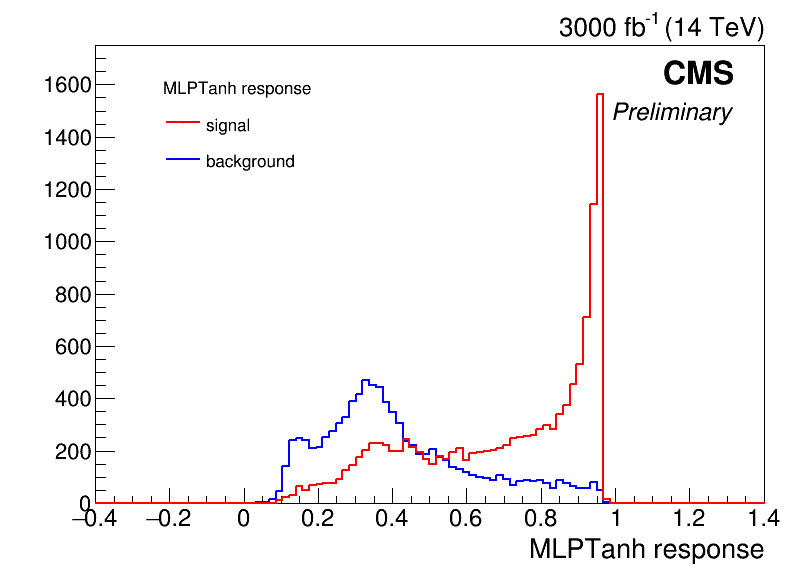 3000 fb⁻¹ (14 TeV)
CMS
Preliminary
MLPTanh response
signal
background
1600
1400
1200
1000
800
600
400
200
0
−0.4 −0.2 0 0.2 0.4 0.6 0.8 1 1.2 1.4
MLPTanh response